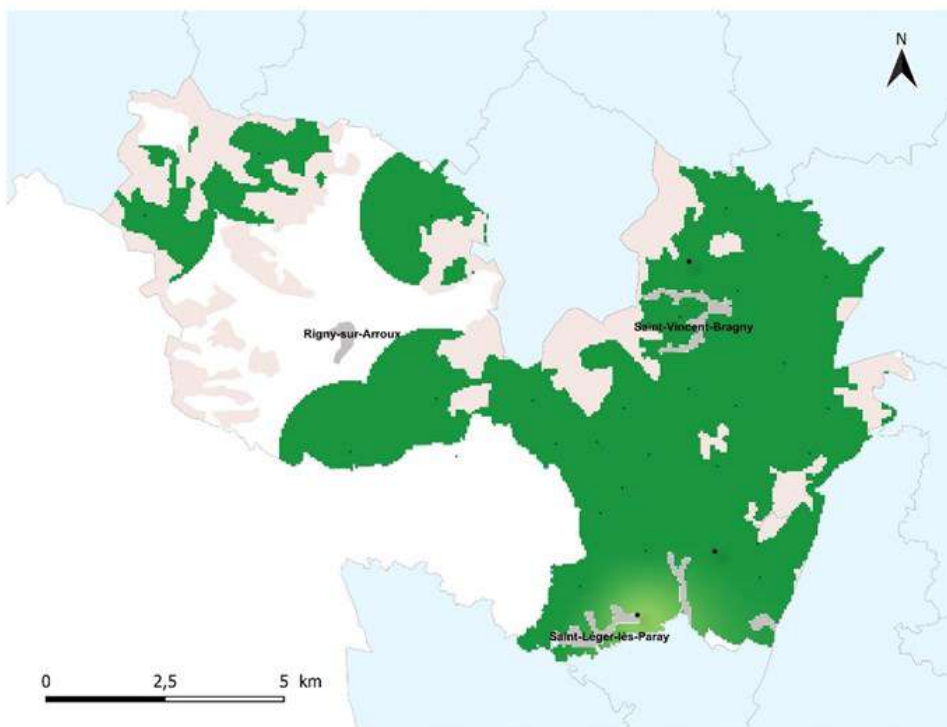 N
Rigny-sur-Arroux
Saint-Vincent-Bragny
Saint-Léger-lès-Paray
0 2,5 5 km